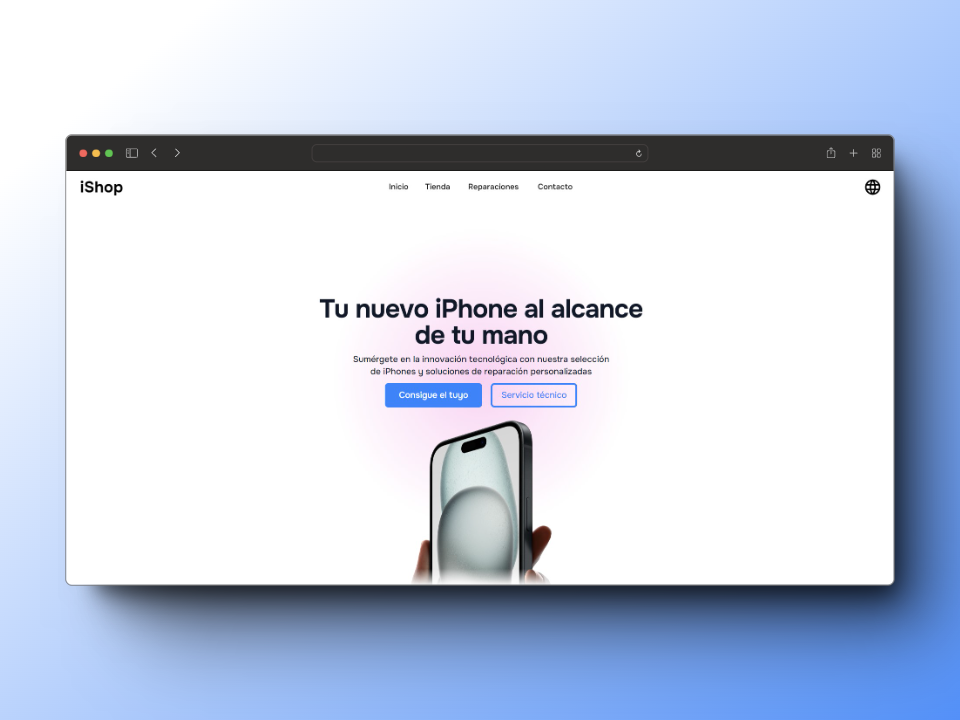 iShop
Inicio Tienda Reparaciones Contacto
Tu nuevo iPhone al alcance
de tu mano
Sumérgete en la innovación tecnológica con nuestra selección
de iPhones y soluciones de reparación personalizadas
Consigue el tuyo Servicio técnico